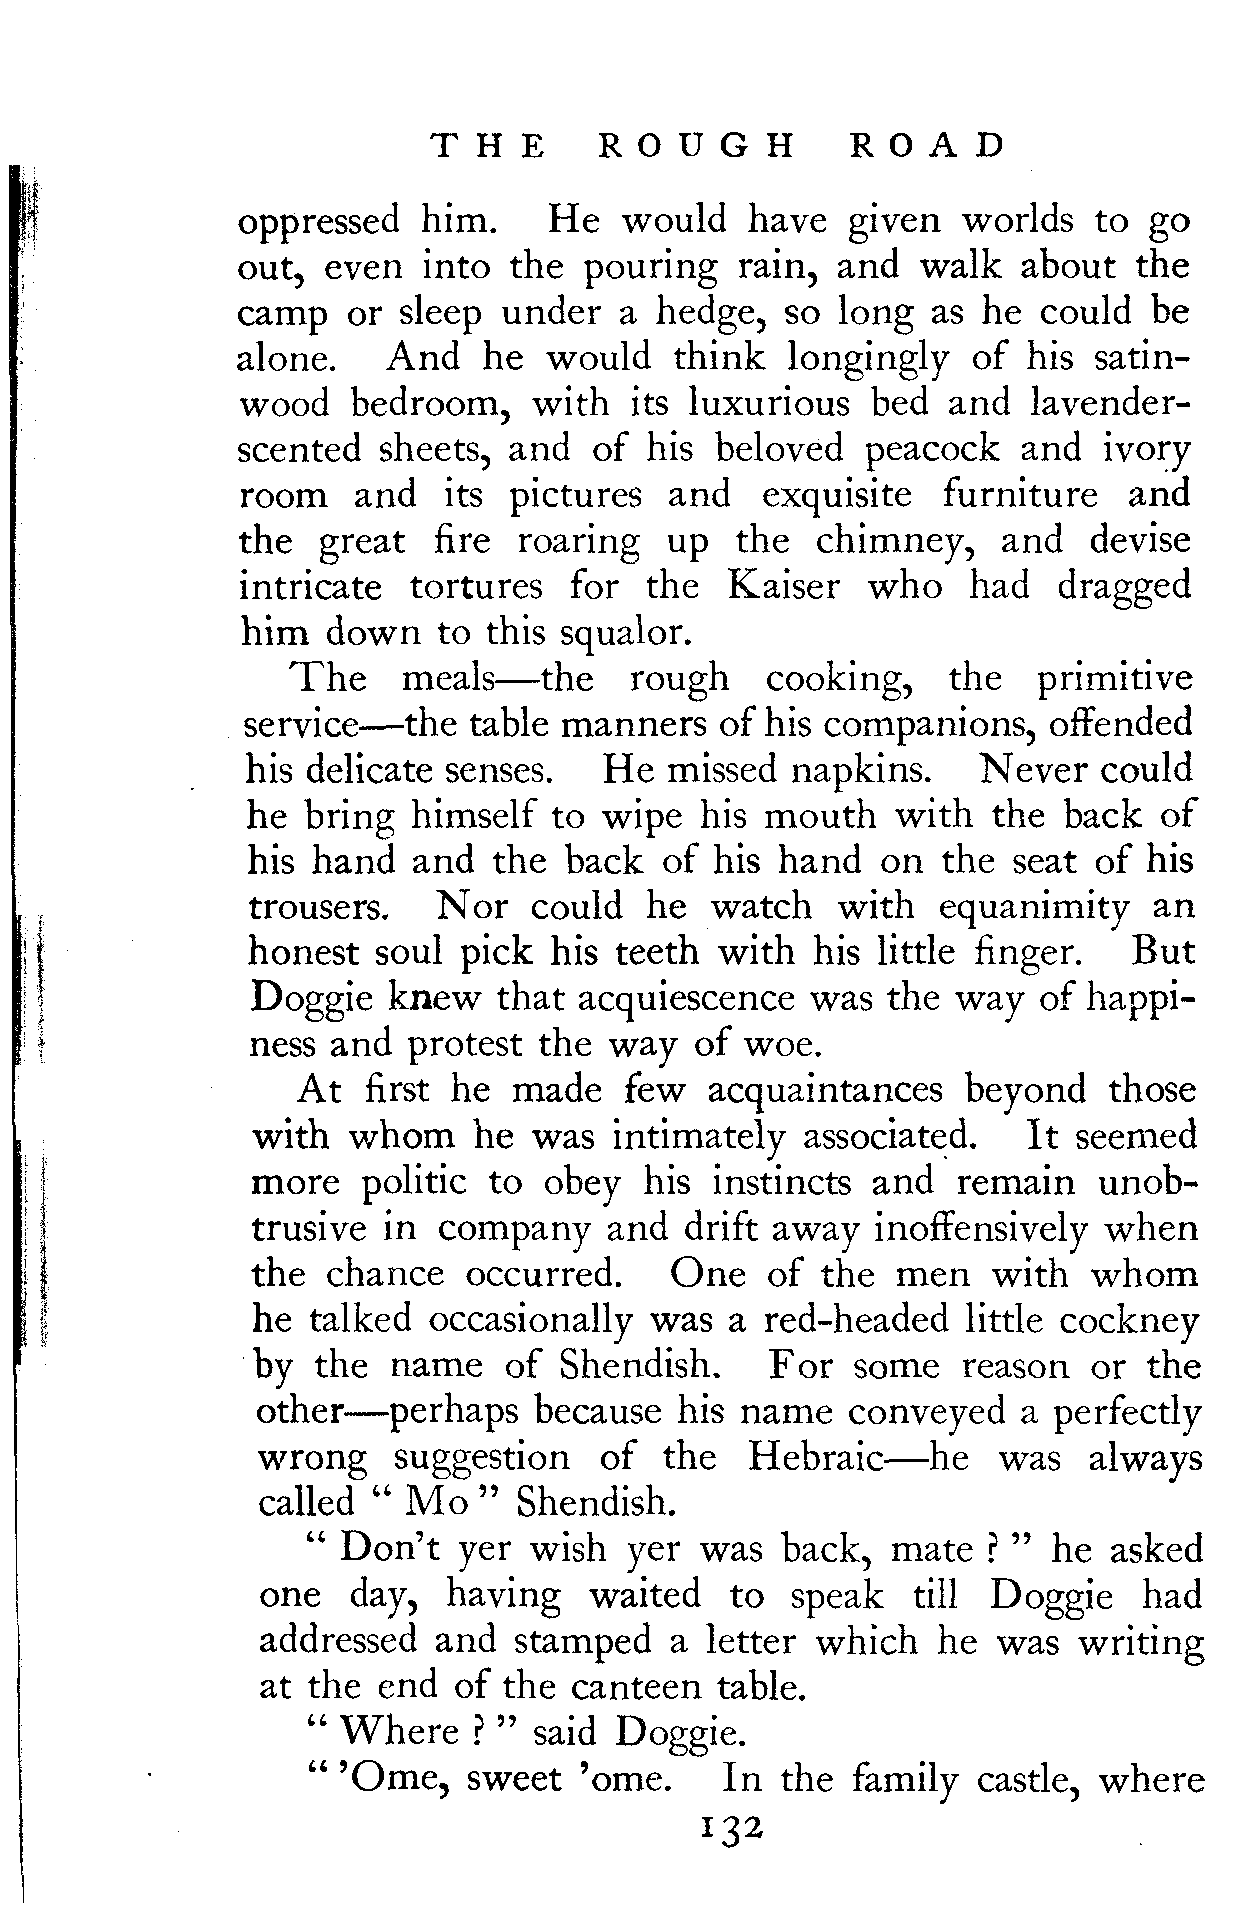 THE ROUGH ROAD
oppressed him. He would have given worlds to go
out, even into the pouring rain, and walk about the
camp or sleep under a hedge, so long as he could be
alone. And he would think longingly of his satin-
wood bedroom, with its luxurious bed and lavender-
scented sheets, and of his beloved peacock and ivory
room and its pictures and exquisite furniture and
the great fire roaring up the chimney, and devise
intricate tortures for the Kaiser who had dragged
him down to this squalor.
The meals—the rough cooking, the primitive
service—the table manners of his companions, offended
his delicate senses. He missed napkins. Never could
he bring himself to wipe his mouth with the back of
his hand and the back of his hand on the seat of his
trousers. Nor could he watch with equanimity an
honest soul pick his teeth with his little finger. But
Doggie knew that acquiescence was the way of happi-
ness and protest the way of woe.
At first he made few acquaintances beyond those
with whom he was intimately associated. It seemed
more politic to obey his instincts and remain unob-
trusive in company and drift away inoffensively when
the chance occurred. One of the men with whom
he talked occasionally was a red-headed little cockney
by the name of Shendish. For some reason or the
other—perhaps because his name conveyed a perfectly
wrong suggestion of the Hebraic—he was always
called “ Mo ” Shendish.
“ Don’t yer wish yer was back, mate ? ” he asked
one day, having waited to speak till Doggie had
addressed and stamped a letter which he was writing
at the end of the canteen table.
“ Where ? ” said Doggie.
“ ’Ome, sweet ’ome. In the family castle, where
132